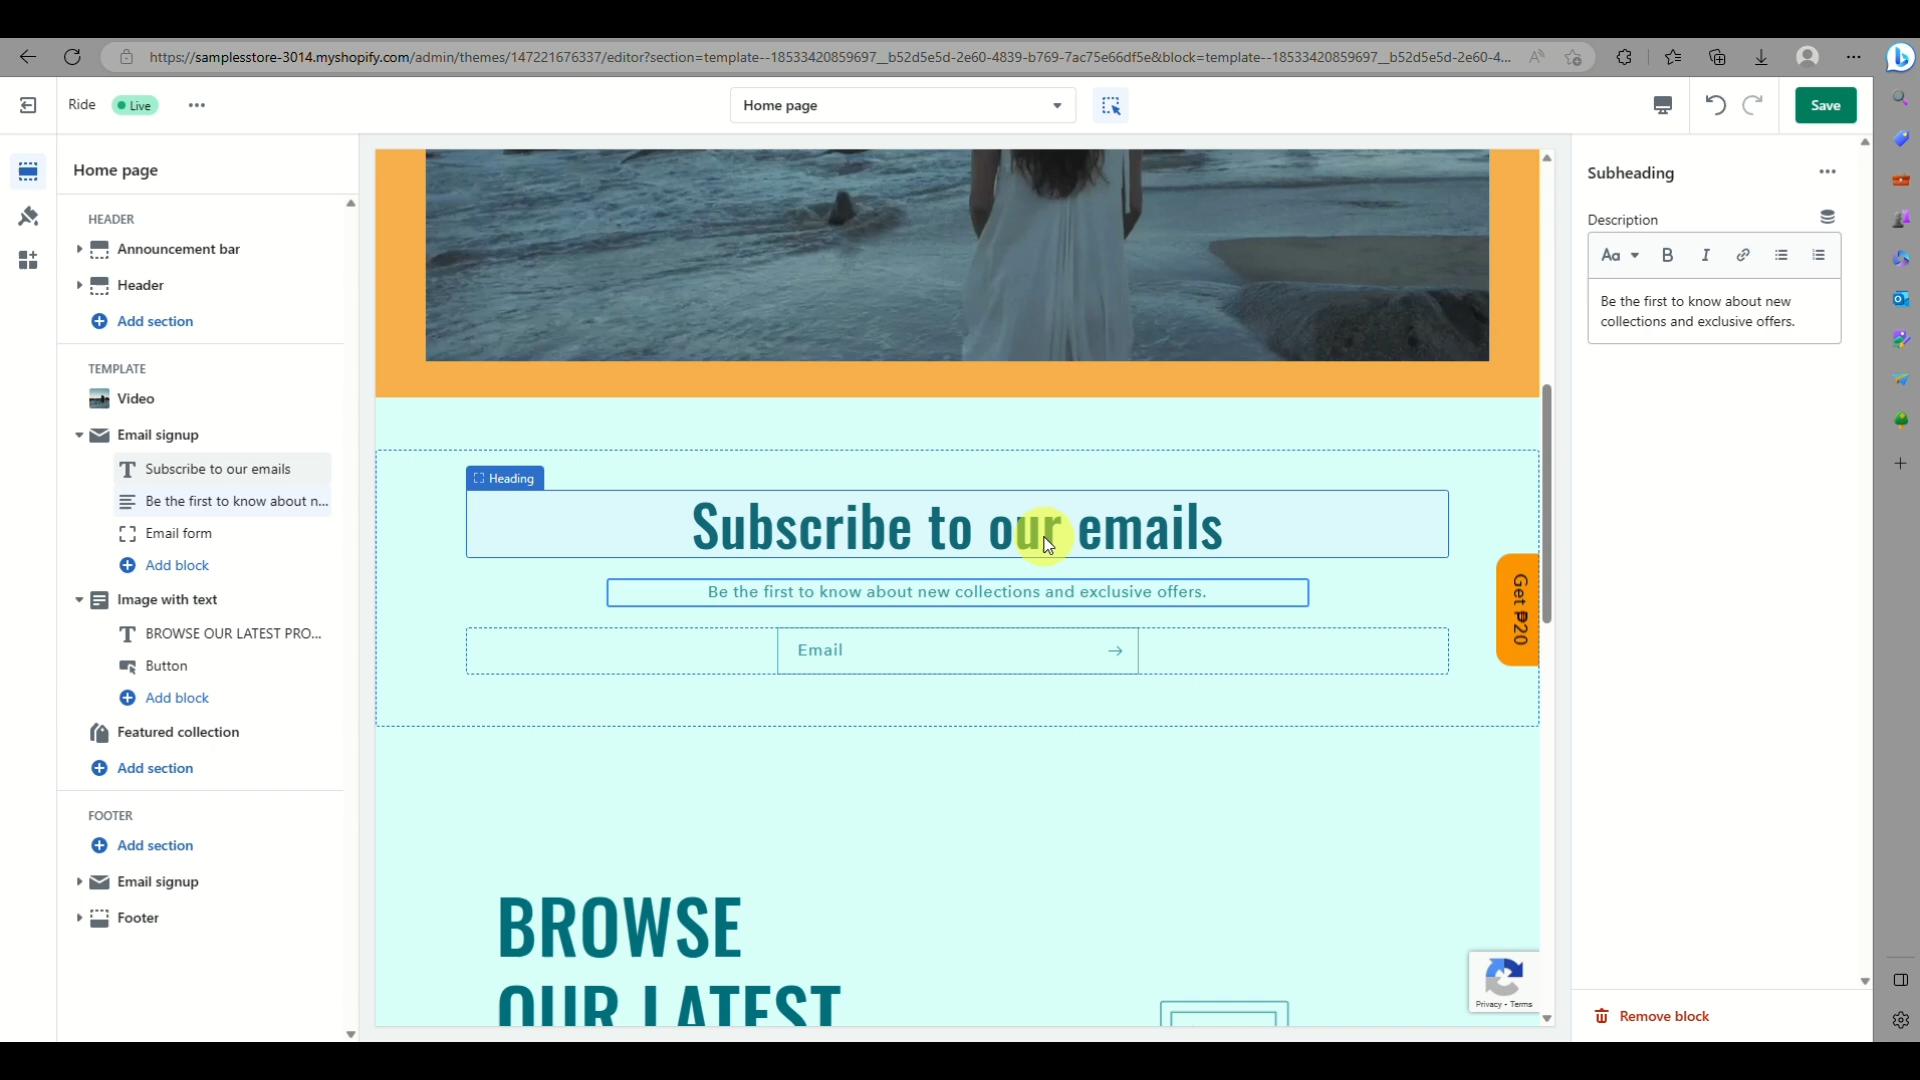 https://samplesstore-3014.myshopify.com/admin/themes/147221676337/editor?section=template--18533420859697__b52d5e5d-2e60-4839-b769-7ac75e66df5e&block=template--18533420859697__b52d5e5d-2e60-4...
Ride
Live
Home page
Save
Home page
HEADER
Announcement bar
Header
Add section
TEMPLATE
Video
Email signup
Subscribe to our emails
Be the first to know about n...
Email form
Add block
Image with text
BROWSE OUR LATEST PRO...
Button
Add block
Featured collection
Add section
FOOTER
Add section
Email signup
Footer
Heading
Subscribe to our emails
Be the first to know about new collections and exclusive offers.
Email
Get ₱20
BROWSE
OUR LATEST
Privacy - Terms
Subheading
Description
Aa
B
I
Be the first to know about new
collections and exclusive offers.
Remove block